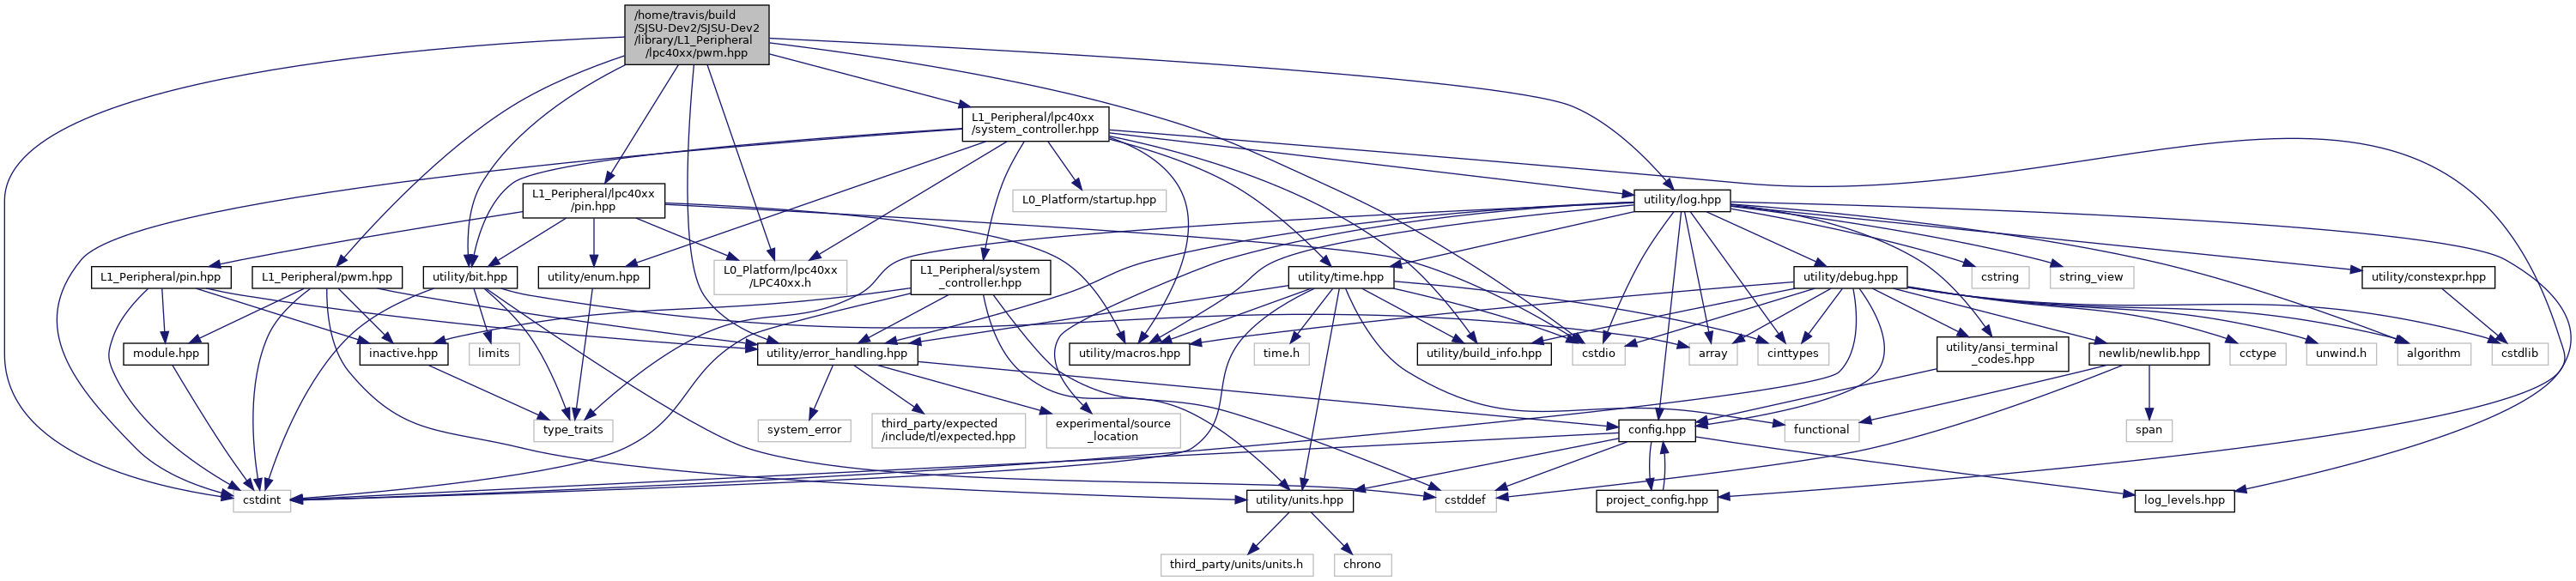 /home/travis/build
/SJSU-Dev2/SJSU-Dev2
/library/L1_Peripheral
/lpc40xx/pwm.hpp
L1_Peripheral/lpc40xx
/system_controller.hpp
L1_Peripheral/lpc40xx
/pin.hpp
L0_Platform/startup.hpp
utility/log.hpp
L1_Peripheral/pin.hpp
L1_Peripheral/pwm.hpp
utility/bit.hpp
utility/enum.hpp
L0_Platform/lpc40xx
/LPC40xx.h
L1_Peripheral/system
_controller.hpp
utility/time.hpp
utility/debug.hpp
cstring
string_view
utility/constexpr.hpp
module.hpp
inactive.hpp
limits
utility/error_handling.hpp
utility/macros.hpp
time.h
utility/build_info.hpp
cstdio
array
cinttypes
utility/ansi_terminal
_codes.hpp
newlib/newlib.hpp
cctype
unwind.h
algorithm
cstdlib
type_traits
system_error
third_party/expected
/include/tl/expected.hpp
experimental/source
_location
config.hpp
functional
span
cstdint
utility/units.hpp
cstddef
project_config.hpp
log_levels.hpp
third_party/units/units.h
chrono